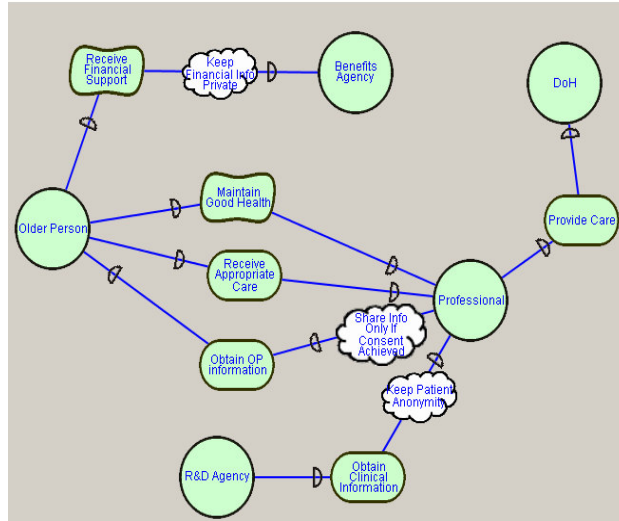 Receive
Financial
Support
Keep
Financial Info
Private
Benefits
Agency
DoH
Maintain
Good Health
Older Person
Provide Care
Receive
Appropriate
Care
Professional
Share Info
Only If
Consent
Achieved
Obtain OP
information
Keep Patient
Anonymity
R&D Agency
Obtain
Clinical
Information